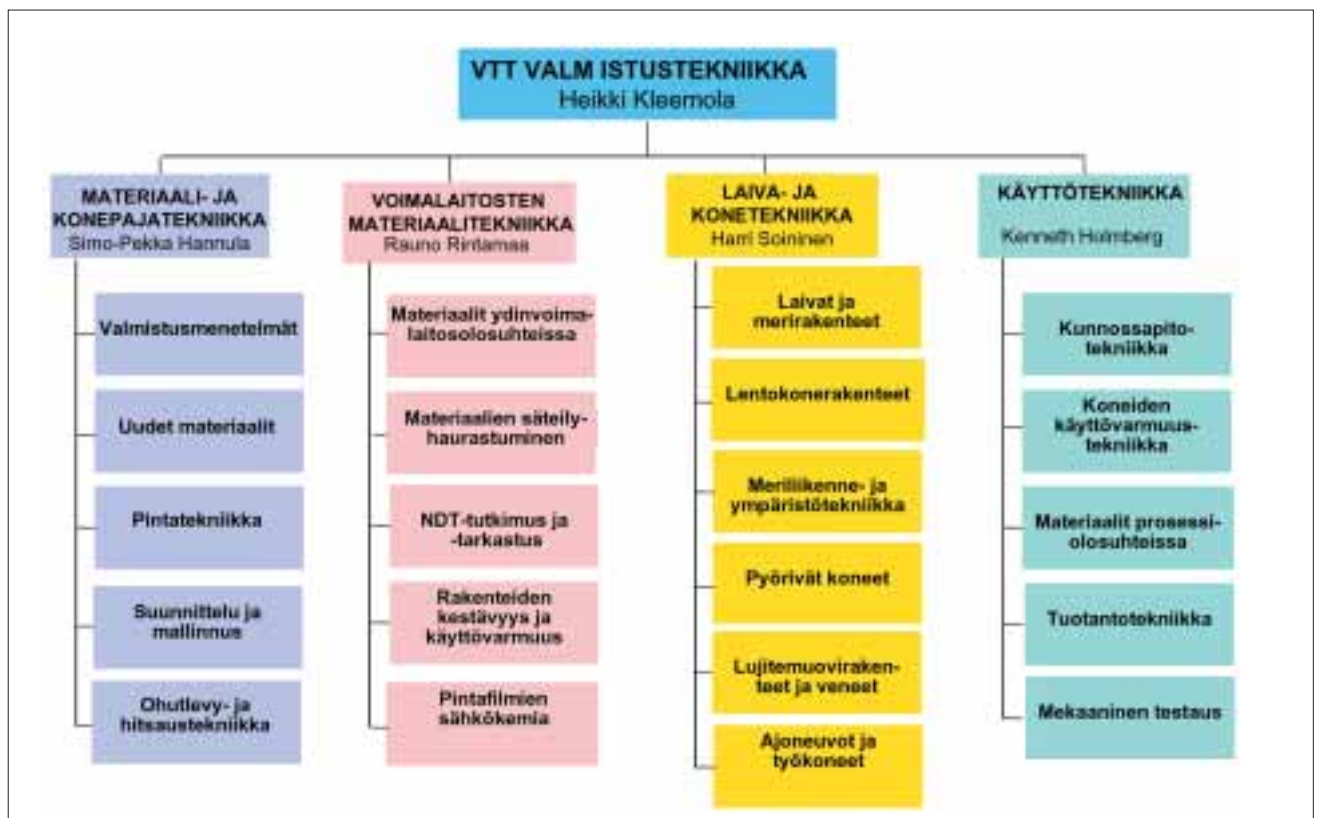 VTT VALM ISTUSTEKNIIKKA
Heikki Kleemola
MATERIAALI- JA
KONEPAJATEKNIIKKA
Simo-Pekka Hannula
Valmistusmenetelmät
Uudet materiaalit
Pintatekniikka
Suunnittelu ja
mallinnus
Ohutlevy- ja
hitsaustekniikka
VOIMALAITOSTEN
MATERIAALITEKNIIKKA
Rauno Rintamaa
Materiaalit ydinvoima-
laitosolosuhteissa
Materiaalien säteily-
haurastuminen
NDT-tutkimus ja
-tarkastus
Rakenteiden
kestävyys ja
käyttövarmuus
Pintafilmien
sähkökemia
LAIVA- JA
KONETEKNIIKKA
Harri Soininen
Laivat ja
merirakenteet
Lentokonerakenteet
Meriliikenne- ja
ympäristötekniikka
Pyörivät koneet
Lujitemuoviraken-
teet ja veneet
Ajoneuvot ja
työkoneet
KÄYTTÖTEKNIIKKA
Kenneth Holmberg
Kunnossapito-
tekniikka
Koneiden
käyttövarmuus-
tekniikka
Materiaalit prosessi-
olosuhteissa
Tuotantotekniikka
Mekaaninen testaus